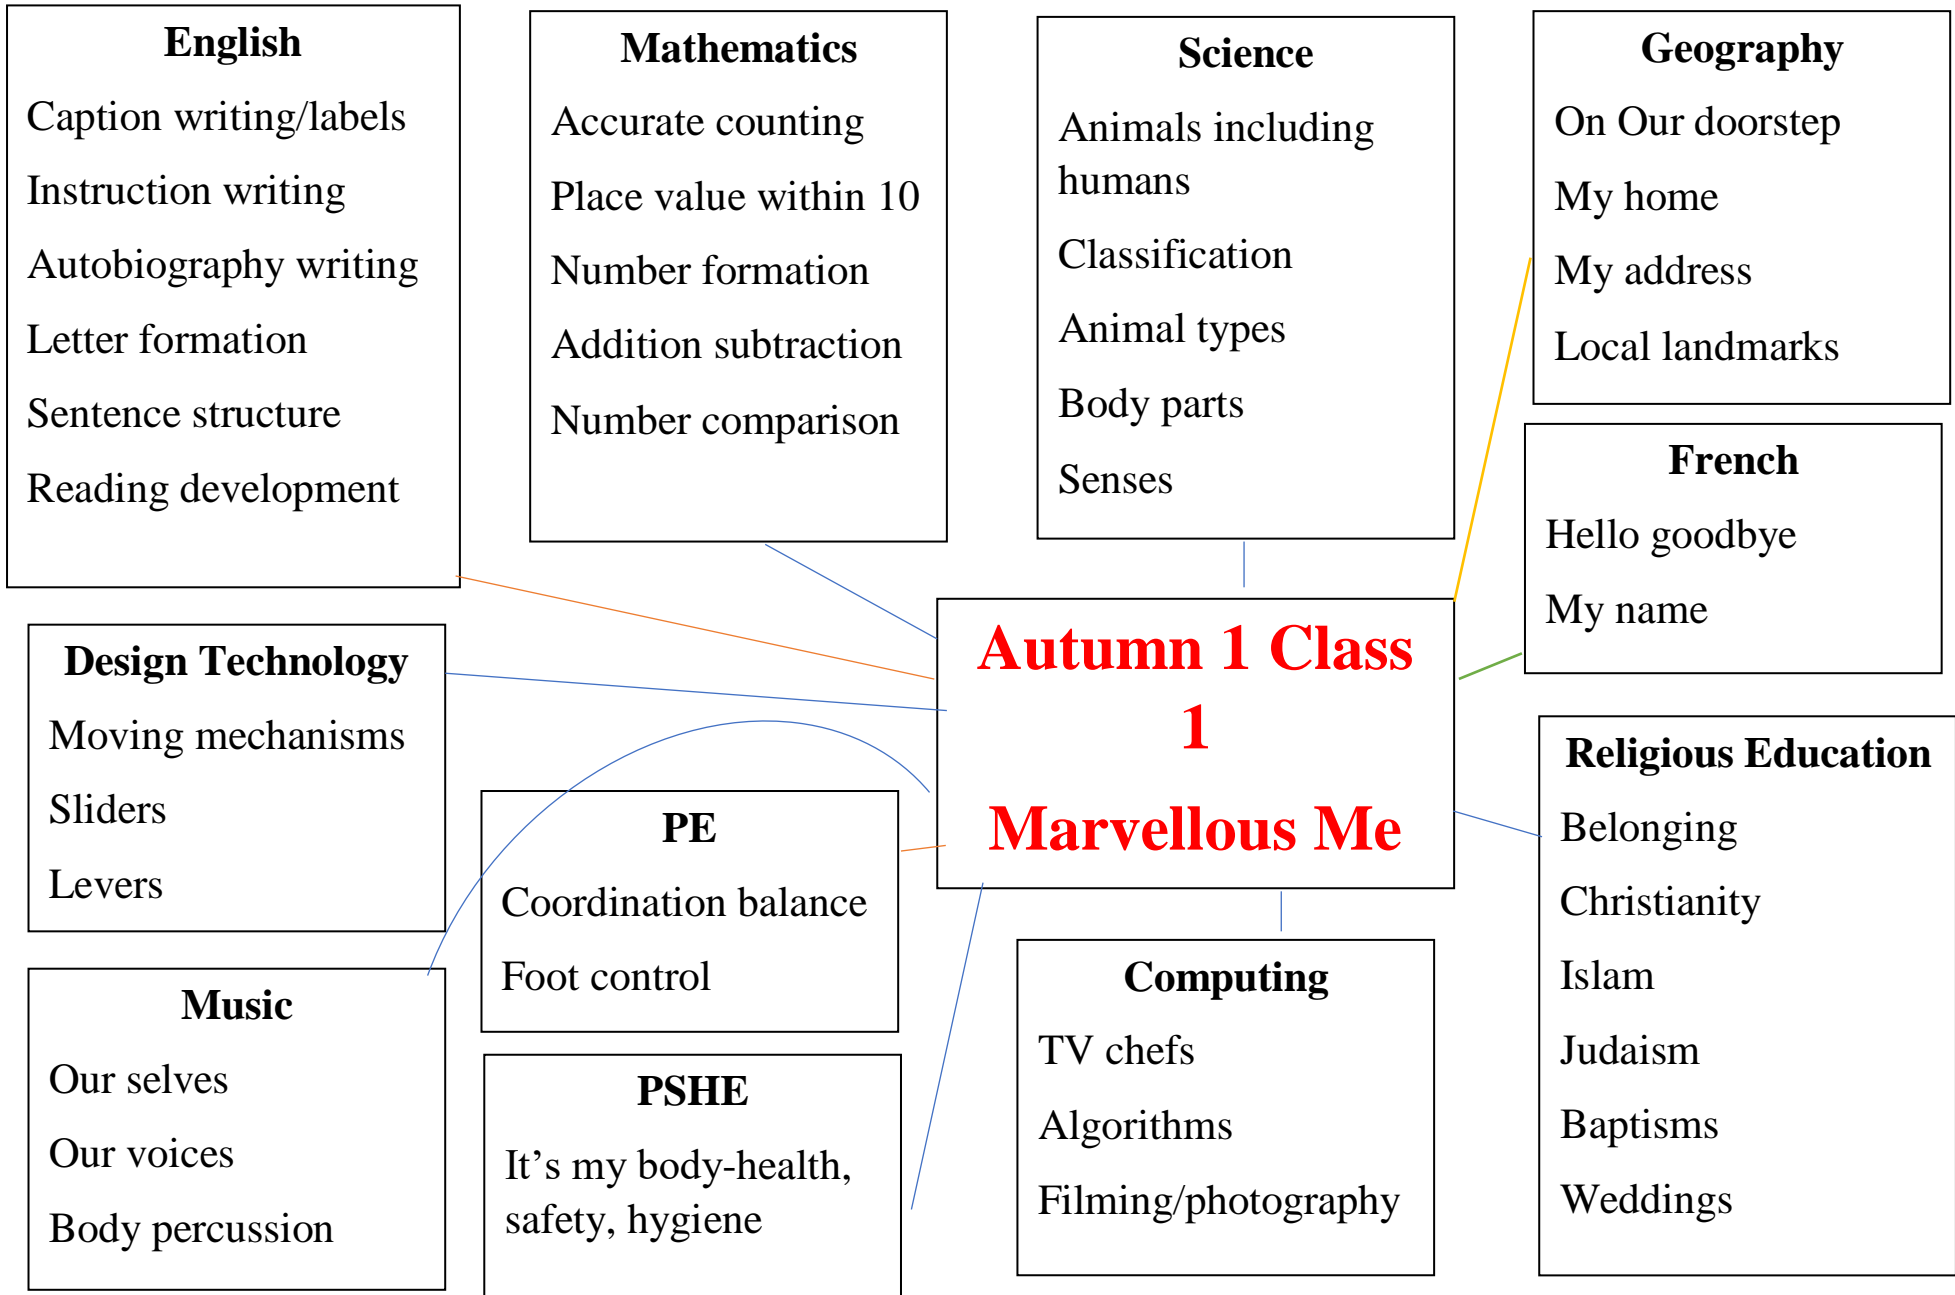 English
Caption writing/labels
Instruction writing
Autobiography writing
Letter formation
Sentence structure
Reading development
Mathematics
Accurate counting
Place value within 10
Number formation
Addition subtraction
Number comparison
Science
Animals including
humans
Classification
Animal types
Body parts
Senses
Geography
On Our doorstep
My home
My address
Local landmarks
French
Hello goodbye
My name
Autumn 1 Class
1
Marvellous Me
Design Technology
Moving mechanisms
Sliders
Levers
PE
Coordination balance
Foot control
Religious Education
Belonging
Christianity
Islam
Judaism
Baptisms
Weddings
Music
Our selves
Our voices
Body percussion
PSHE
It’s my body-health,
safety, hygiene
Computing
TV chefs
Algorithms
Filming/photography